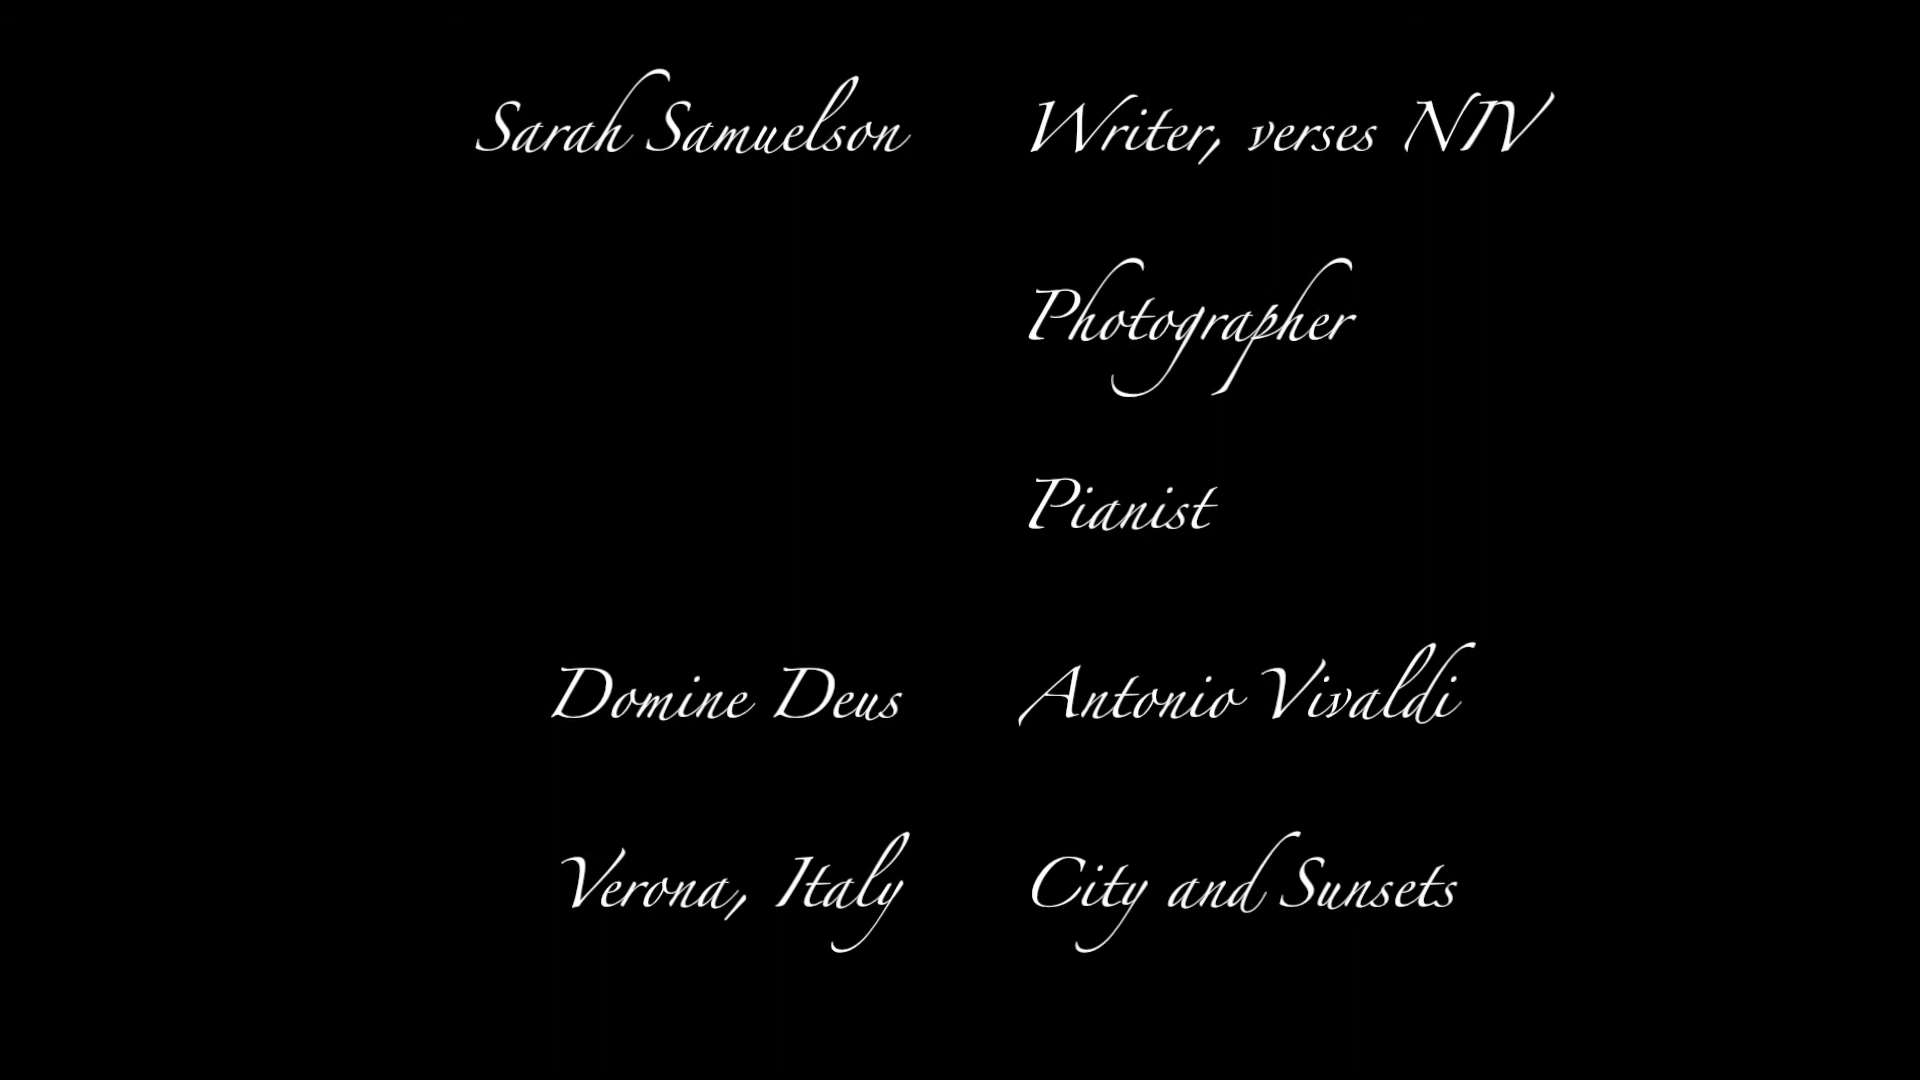 Sarah Samuelson Writer, verses NIV
Photographer
Pianist
Domine Deus Antonio Vivaldi
Verona, Italy City and Sunsets